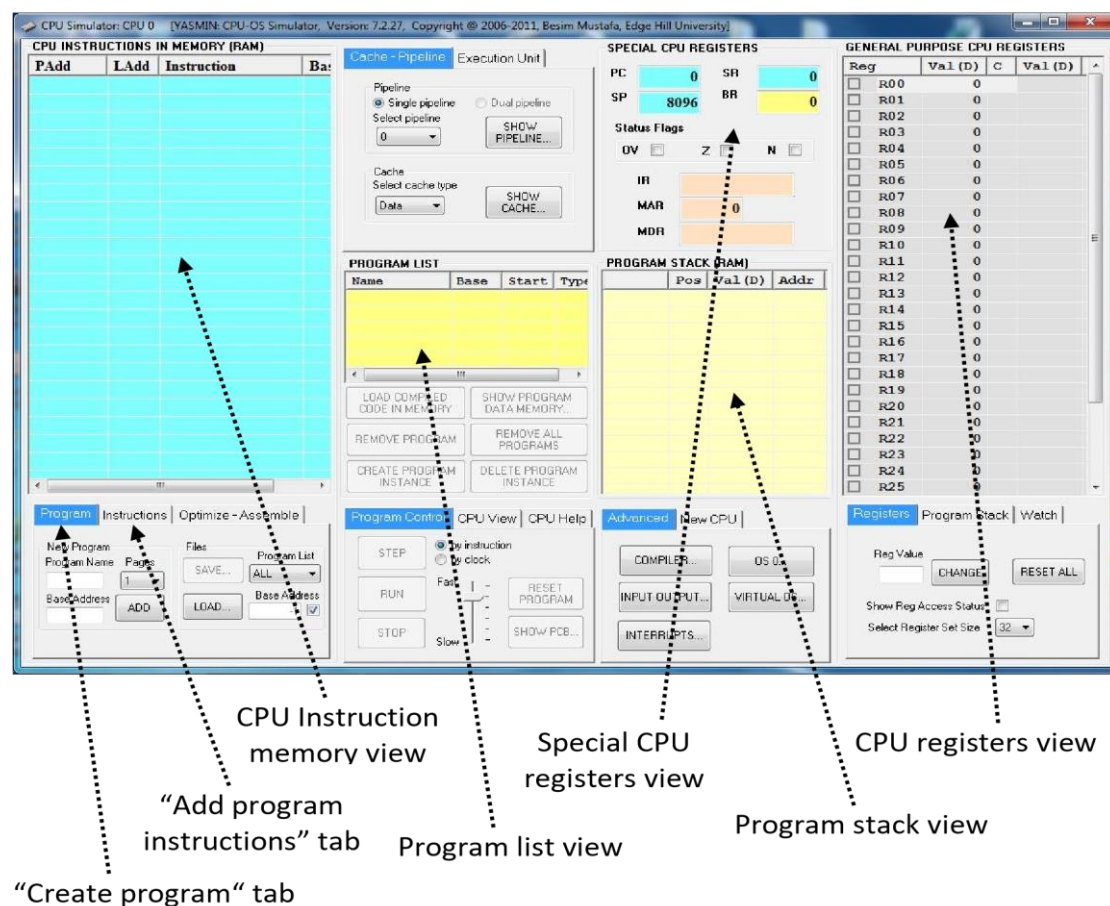 CPU Simulator: CPU 0 [YASMIN: CPU-OS Simulator, Version: 7.2.27, Copyright @ 2006-2011, Besim Mustafa, Edge Hill University]
CPU INSTRUCTIONS IN MEMORY (RAM)
PAdd LAdd Instruction Bas
Cache - Pipeline Execution Unit
Pipeline
Single pipeline Dual pipeline
Select pipeline
0
SHOW
PIPELINE...
Cache
Select cache type
Data
SHOW
CACHE...
SPECIAL CPU REGISTERS
PC 0 SR 0
SP 8096 BR 0
Status Flags
OV Z N
IR
MAR 0
MDR
GENERAL PURPOSE CPU REGISTERS
Reg Val (D) C Val (D)
R00 0
R01 0
R02 0
R03 0
R04 0
R05 0
R06 0
R07 0
R08 0
R09 0
R10 0
R11 0
R12 0
R13 0
R14 0
R15 0
R16 0
R17 0
R18 0
R19 0
R20 0
R21 0
R22 0
R23 0
R24 0
R25 0
PROGRAM LIST
Name Base Start Type
LOAD COMPILED
CODE IN MEMORY
SHOW PROGRAM
DATA MEMORY...
REMOVE PROGRAM
REMOVE ALL
PROGRAMS
CREATE PROGRAM
INSTANCE
DELETE PROGRAM
INSTANCE
PROGRAM STACK (RAM)
Pos Val (D) Addr
Program Instructions Optimize - Assemble
New Program
Program Name Pages
1
Base Address
ADD
Files
SAVE...
LOAD...
Program List
ALL
Base Address
Program Control CPU View CPU Help
STEP
by instruction
by clock
RUN
Fast
RESET
PROGRAM
STOP
Slow
SHOW PCB...
Advanced New CPU
COMPILER...
OS 0...
INPUT OUTPUT...
VIRTUAL OS...
INTERRUPTS...
Registers Program Stack Watch
Reg Value
CHANGE
RESET ALL
Show Reg Access Status
Select Register Set Size 32
CPU Instruction
memory view
Special CPU
registers view
CPU registers view
“Add program
instructions” tab
Program list view
Program stack view
“Create program“ tab